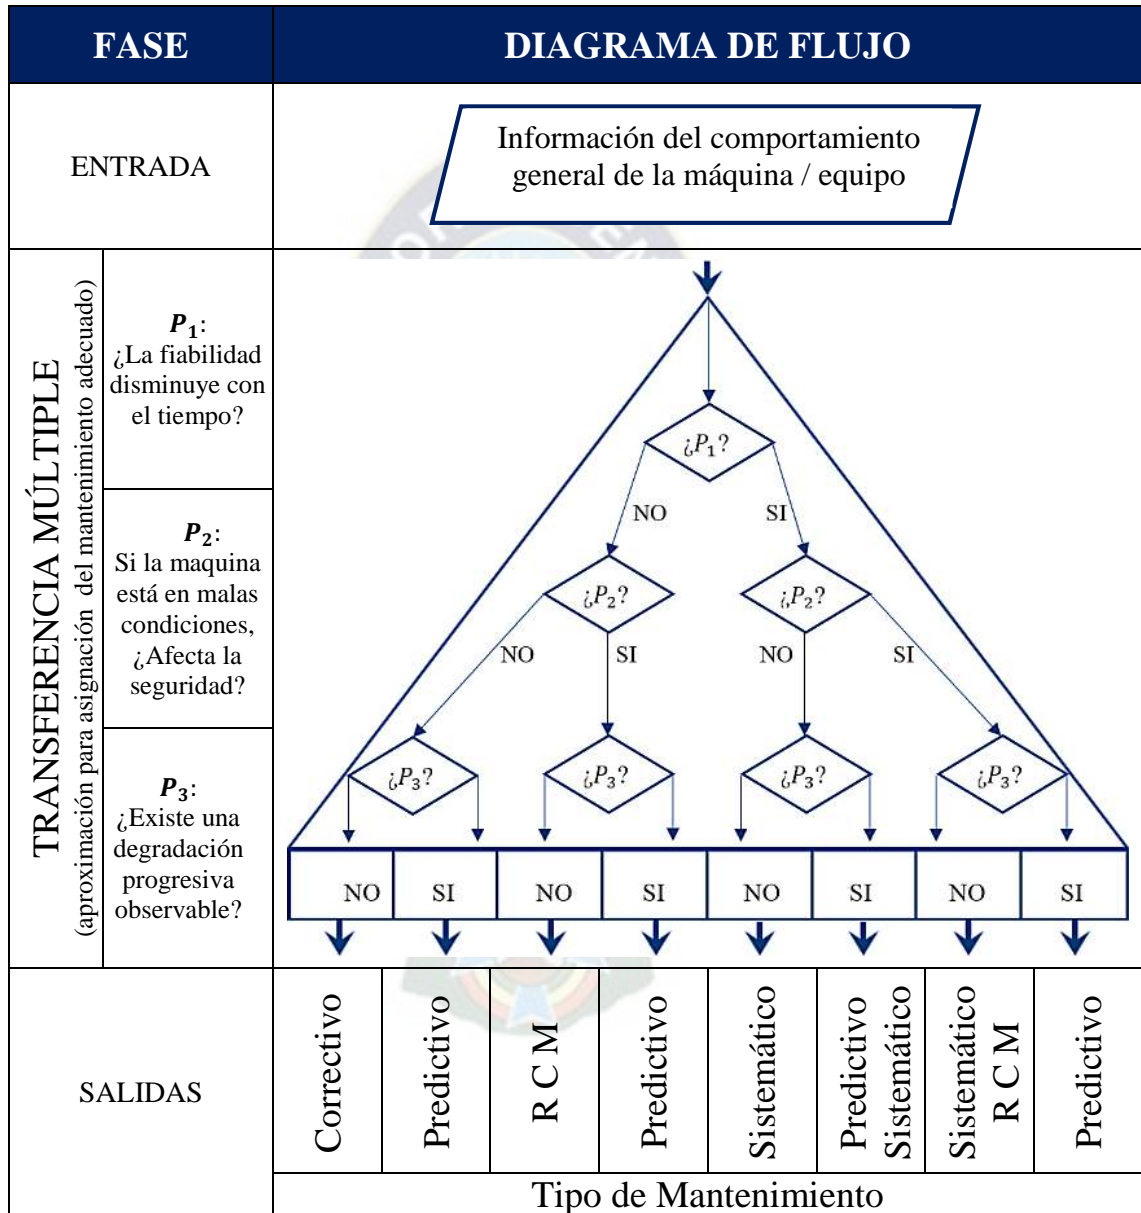 FASE
DIAGRAMA DE FLUJO
ENTRADA
Información del comportamiento
general de la máquina / equipo
TRANSFERENCIA MÚLTIPLE
(aproximación para asignación del mantenimiento adecuado)
P₁:
¿La fiabilidad
disminuye con
el tiempo?
P₂:
Si la maquina
está en malas
condiciones,
¿Afecta la
seguridad?
P₃:
¿Existe una
degradación
progresiva
observable?
¿P₁?
NO SI
¿P₂? ¿P₂?
NO SI NO SI
¿P₃? ¿P₃? ¿P₃? ¿P₃?
NO SI NO SI NO SI NO SI
SALIDAS
Correctivo
Predictivo
R C M
Predictivo
Sistemático
Predictivo
Sistemático
Sistemático
R C M
Predictivo
Tipo de Mantenimiento